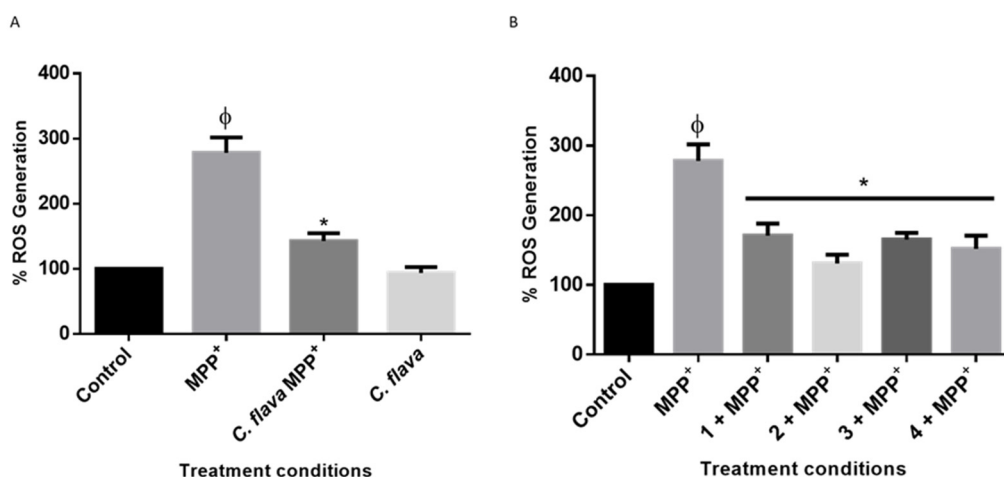 A
% ROS Generation
400
300
200
100
0
ϕ
*
Control
MPP⁺
C. flava MPP⁺
C. flava
Treatment conditions
B
% ROS Generation
400
300
200
100
0
ϕ
*
Control
MPP⁺
1 + MPP⁺
2 + MPP⁺
3 + MPP⁺
4 + MPP⁺
Treatment conditions